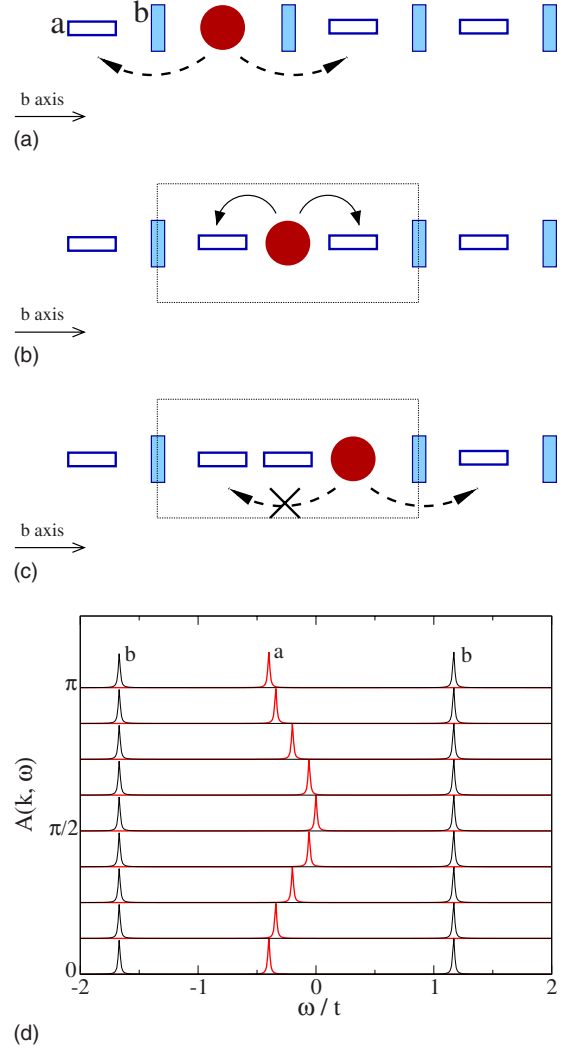 a b
b axis
(a)
b axis
(b)
b axis
(c)
b a b
π
π/2
0
A(k, ω)
-2 -1 0 1 2
ω / t
(d)